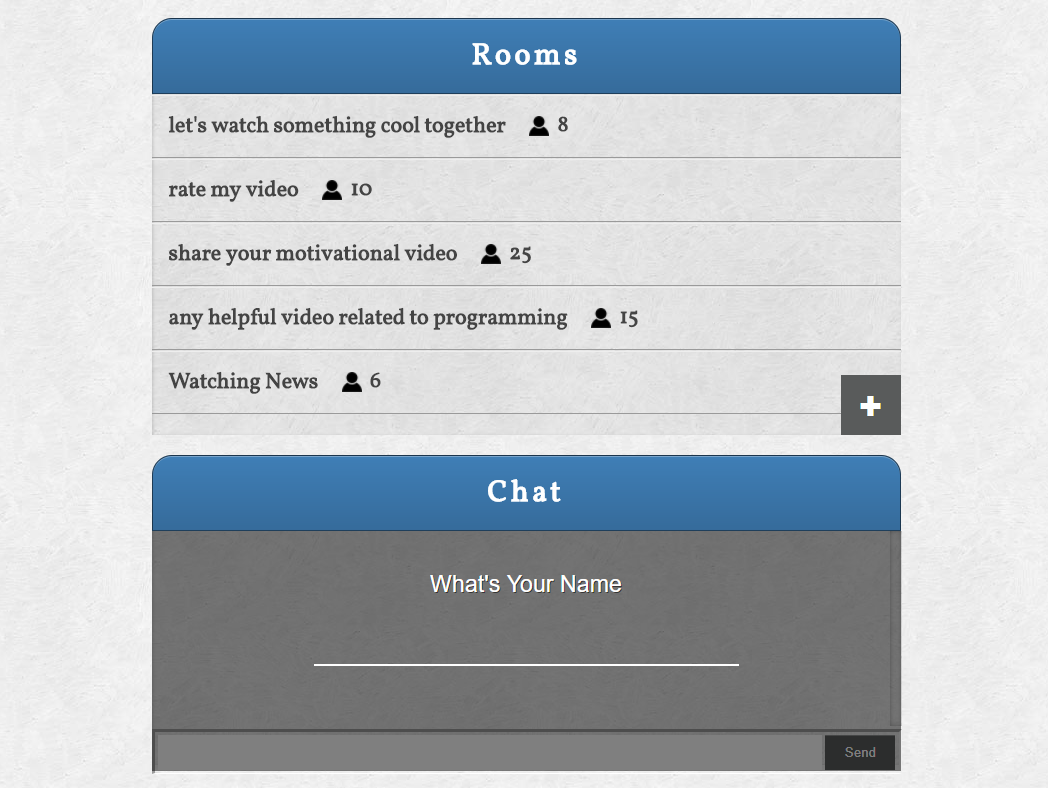 Rooms
let's watch something cool together 8
rate my video 10
share your motivational video 25
any helpful video related to programming 15
Watching News 6
Chat
What's Your Name
Send